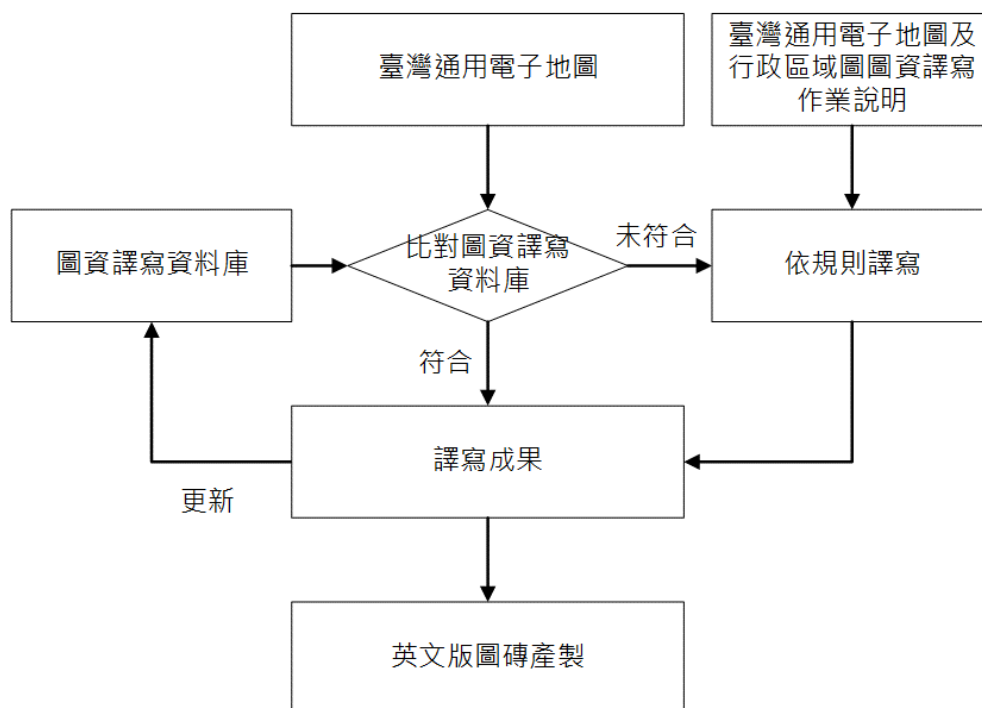 臺灣通用電子地圖
臺灣通用電子地圖及
行政區域圖圖資譯寫
作業說明
圖資譯寫資料庫
比對圖資譯寫
資料庫
未符合
依規則譯寫
符合
譯寫成果
更新
英文版圖磚產製